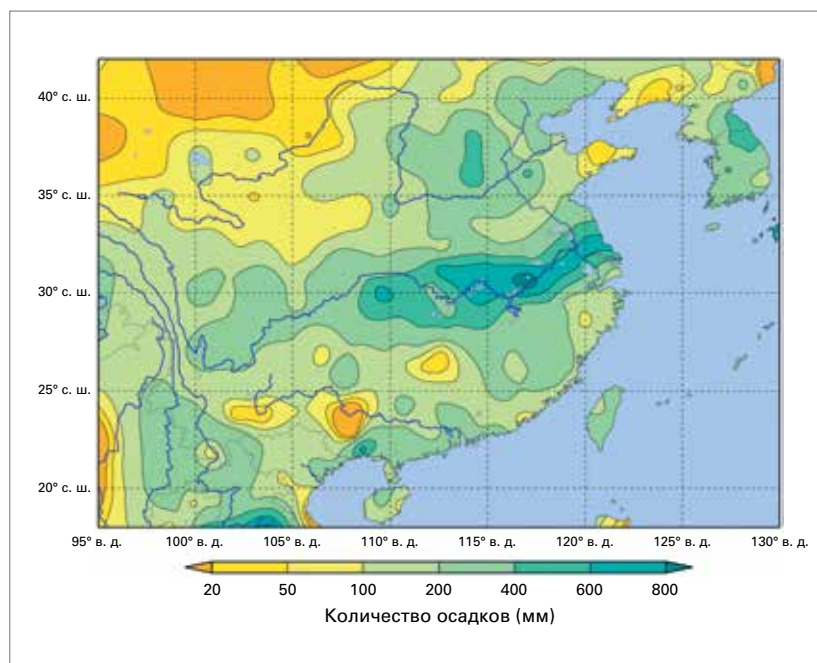 40° с. ш.
35° с. ш.
30° с. ш.
25° с. ш.
20° с. ш.
95° в. д. 100° в. д. 105° в. д. 110° в. д. 115° в. д. 120° в. д. 125° в. д. 130° в. д.
20 50 100 200 400 600 800
Количество осадков (мм)